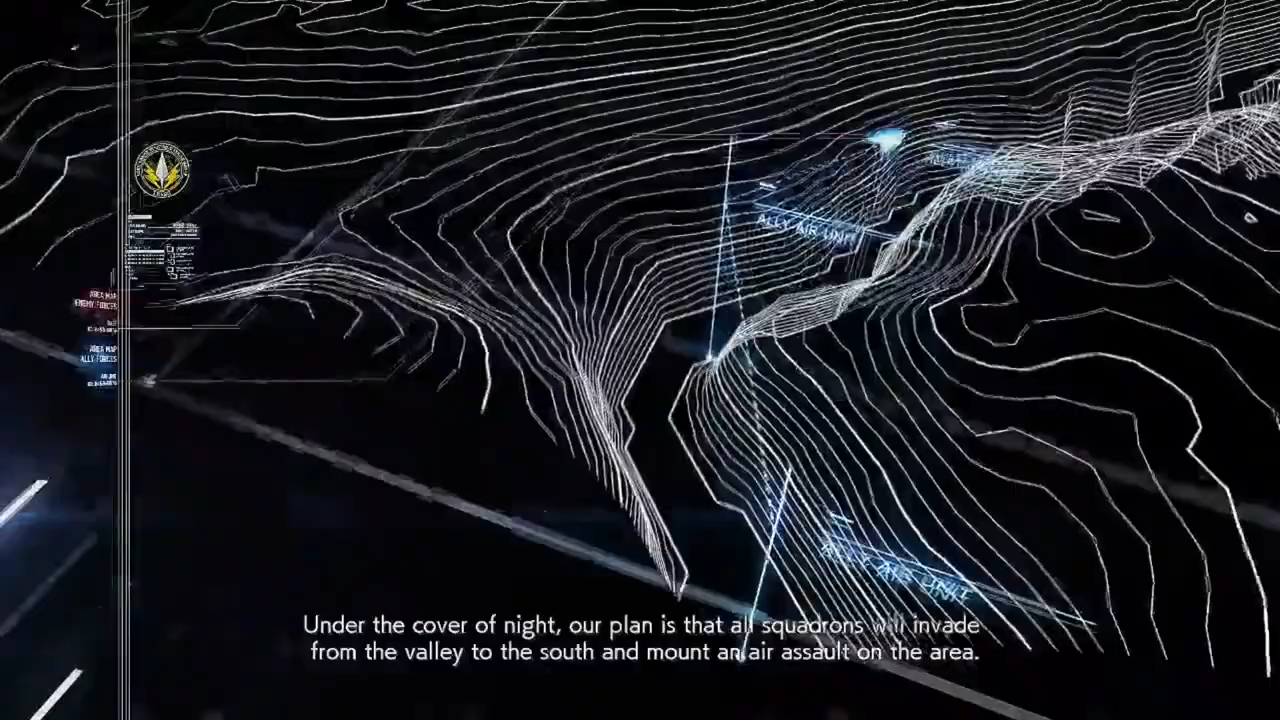 ALLY AIR UNIT
AREA MAP
ENEMY FORCES
AREA MAP
ALLY FORCES
ALLY AIR UNIT
Under the cover of night, our plan is that all squadrons will invade
from the valley to the south and mount an air assault on the area.